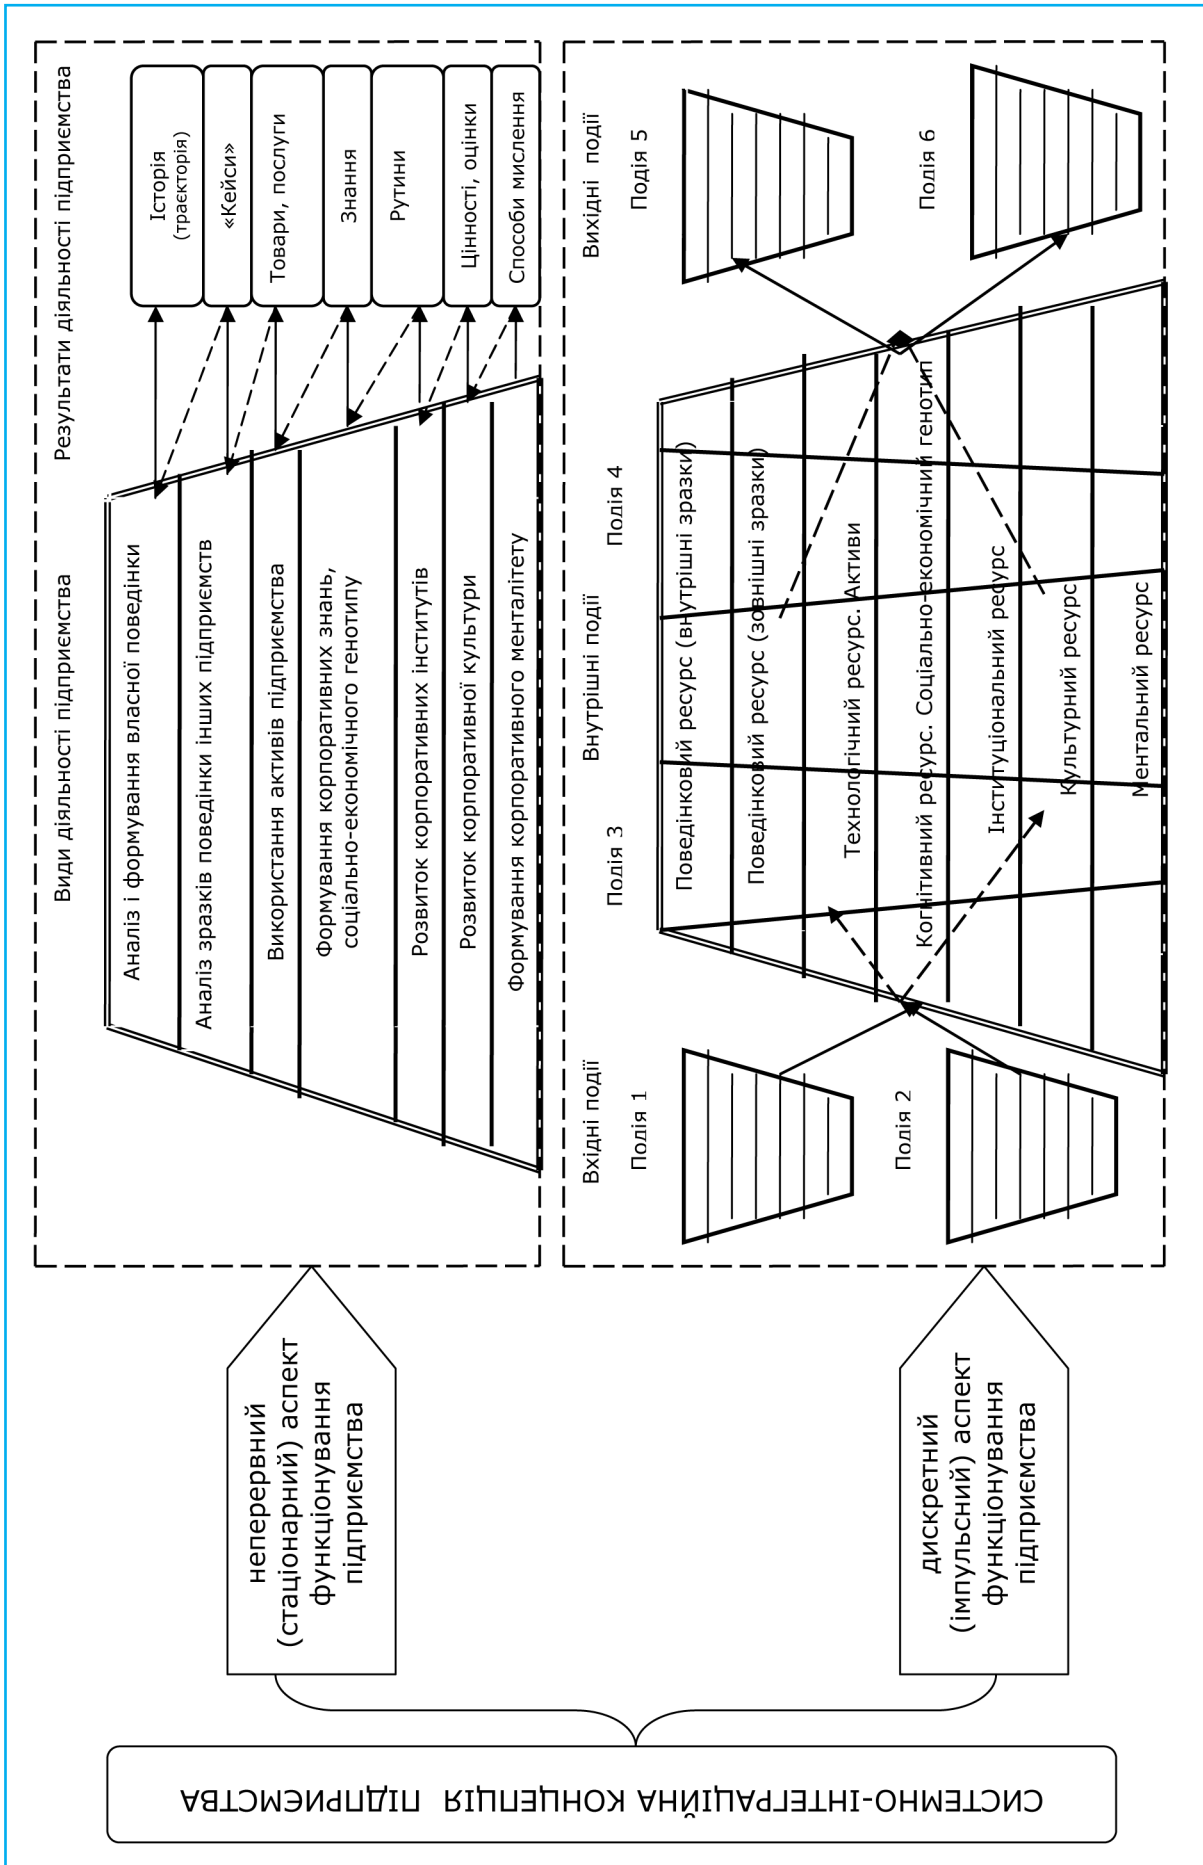 СИСТЕМНО-ІНТЕГРАЦІЙНА КОНЦЕПЦІЯ ПІДПРИЄМСТВА
неперервний
(стаціонарний) аспект
функціонування
підприємства
Види діяльності підприємства
Аналіз і формування власної поведінки
Аналіз зразків поведінки інших підприємств
Використання активів підприємства
Формування корпоративних знань,
соціально-економічного генотипу
Розвиток корпоративних інститутів
Розвиток корпоративної культури
Формування корпоративного менталітету
Результати діяльності підприємства
Історія
(траєкторія)
«Кейси»
Товари, послуги
Знання
Рутини
Цінності, оцінки
Способи мислення
дискретний
(імпульсний) аспект
функціонування
підприємства
Вхідні події
Подія 1
Подія 2
Внутрішні події
Подія 3
Подія 4
Поведінковий ресурс (внутрішні зразки)
Поведінковий ресурс (зовнішні зразки)
Технологічний ресурс. Активи
Когнітивний ресурс. Соціально-економічний генотип
Інституціональний ресурс
Культурний ресурс
Ментальний ресурс
Вихідні події
Подія 5
Подія 6